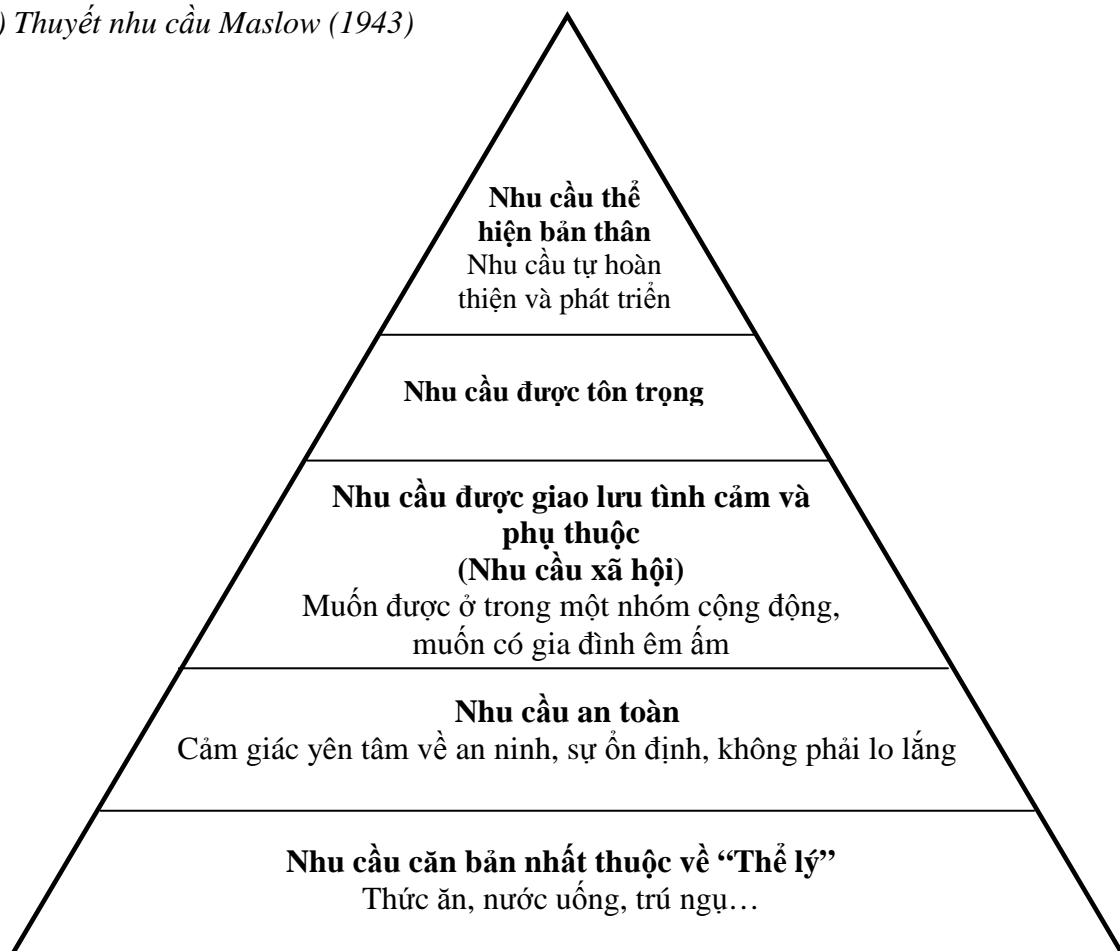 ) Thuyết nhu cầu Maslow (1943)
Nhu cầu thể
hiện bản thân
Nhu cầu tự hoàn
thiện và phát triển
Nhu cầu được tôn trọng
Nhu cầu được giao lưu tình cảm và
phụ thuộc
(Nhu cầu xã hội)
Muốn được ở trong một nhóm cộng động,
muốn có gia đình êm ấm
Nhu cầu an toàn
Cảm giác yên tâm về an ninh, sự ổn định, không phải lo lắng
Nhu cầu căn bản nhất thuộc về “Thể lý”
Thức ăn, nước uống, trú ngụ…